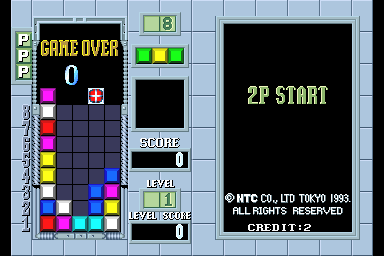 GAME OVER
0
P
P
P
8
SCORE
0
LEVEL
1
LEVEL SCORE
0
2P START
© NTC CO., LTD TOKYO 1993.
ALL RIGHTS RESERVED
CREDIT:2